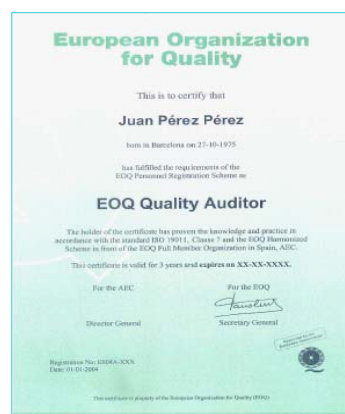 European Organization
for Quality
This is to certify that
Juan Pérez Pérez
born in Barcelona on 27-10-1975
has fulfilled the requirements of the
EOQ Personnel Registration Scheme as
EOQ Quality Auditor
The holder of the certificate has proven the knowledge and practice in
accordance with the standard ISO 19011, Clause 7 and the EOQ Harmonized
Scheme in front of the EOQ Full Member Organization in Spain, AEC.
This certificate is valid for 3 years and expires on XX-XX-XXXX.
For the AEC
For the EOQ
Director General
Secretary General
Registration No: ESDEA-XXX
Date: 01-01-2004
This certificate is property of the European Organization for Quality (EOQ)